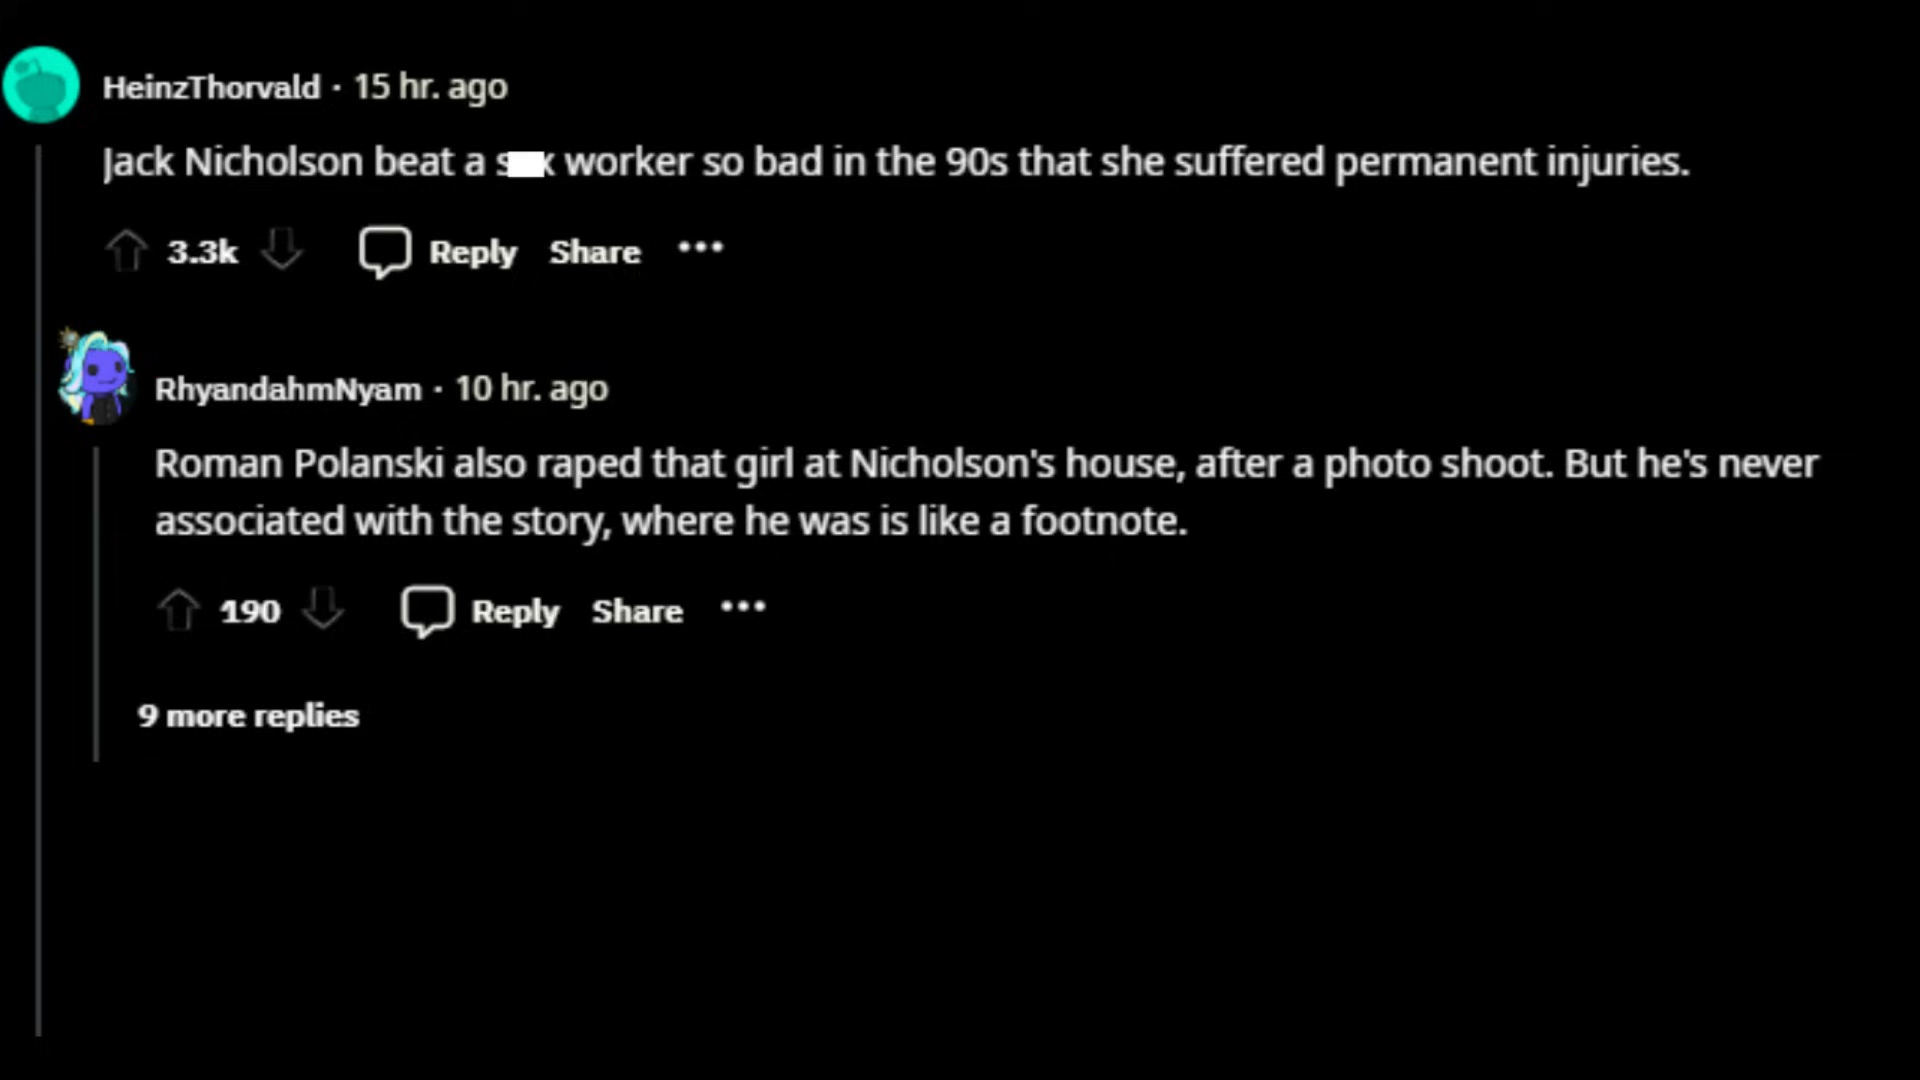 HeinzThorvald · 15 hr. ago
Jack Nicholson beat a s x worker so bad in the 90s that she suffered permanent injuries.
3.3k Reply Share •••
RhyandahmNyam · 10 hr. ago
Roman Polanski also raped that girl at Nicholson's house, after a photo shoot. But he's never
associated with the story, where he was is like a footnote.
190 Reply Share •••
9 more replies